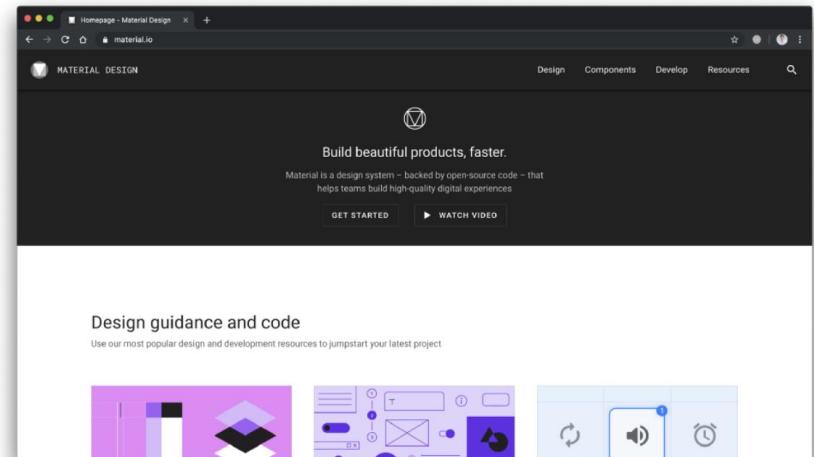 Homepage - Material Design
material.io
MATERIAL DESIGN
Design Components Develop Resources
Build beautiful products, faster.
Material is a design system – backed by open-source code – that
helps teams build high-quality digital experiences
GET STARTED
WATCH VIDEO
Design guidance and code
Use our most popular design and development resources to jumpstart your latest project
T
1